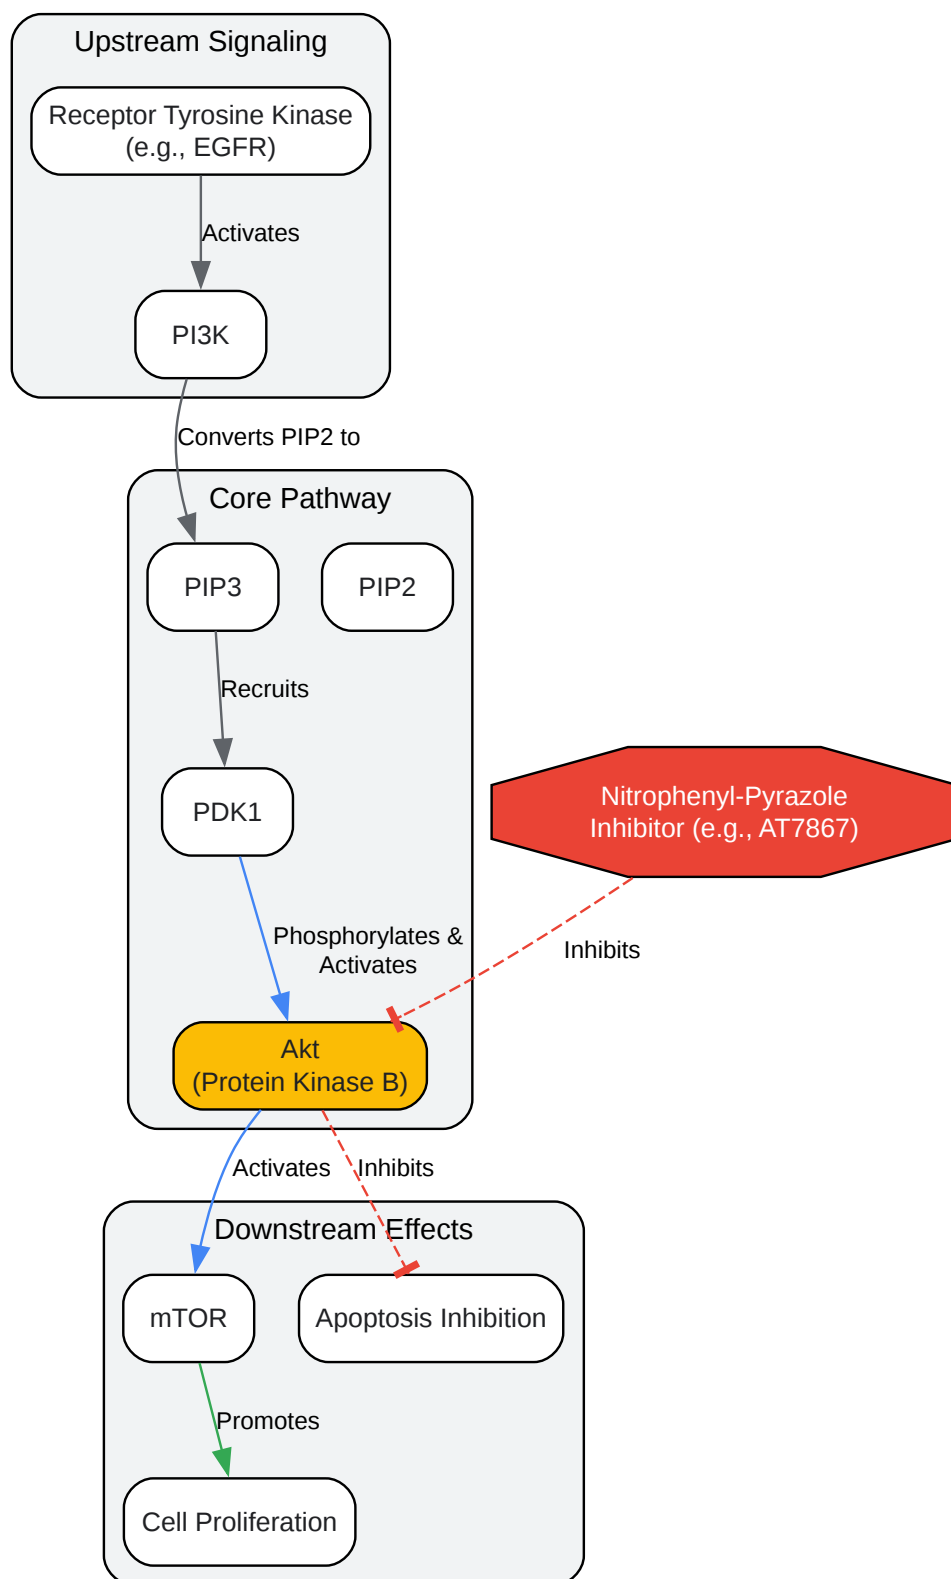 Upstream Signaling
Receptor Tyrosine Kinase
(e.g., EGFR)
Activates
PI3K
Converts PIP2 to
Core Pathway
PIP3
PIP2
Recruits
PDK1
Nitrophenyl-Pyrazole
Inhibitor (e.g., AT7867)
Phosphorylates &
Activates
Inhibits
Akt
(Protein Kinase B)
Activates
Inhibits
Downstream Effects
mTOR
Apoptosis Inhibition
Promotes
Cell Proliferation